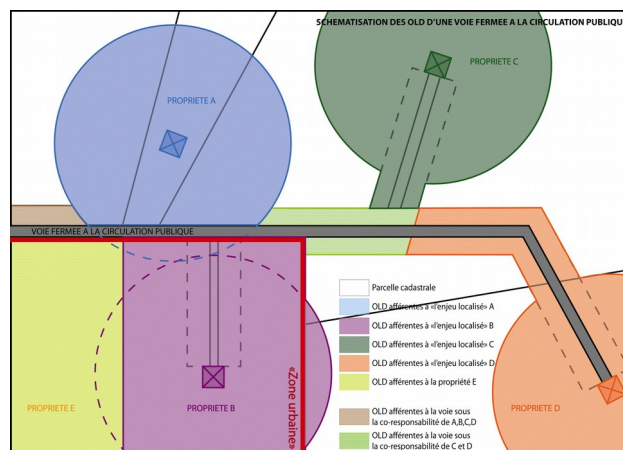 SCHEMATISATION DES OLD D'UNE VOIE FERMEE A LA CIRCULATION PUBLIQUE
PROPRIETE C
PROPRIETE A
VOIE FERMEE A LA CIRCULATION PUBLIQUE
Parcelle cadastrale
OLD afférentes à «l'enjeu localisé» A
OLD afférentes à «l'enjeu localisé» B
OLD afférentes à «l'enjeu localisé» C
OLD afférentes à «l'enjeu localisé» D
OLD afférentes à la propriété E
OLD afférentes à la voie sous
la co-responsabilité de A,B,C,D
OLD afférentes à la voie sous
la co-responsabilité de C et D
«Zone urbaine»
PROPRIETE E
PROPRIETE B
PROPRIETE D